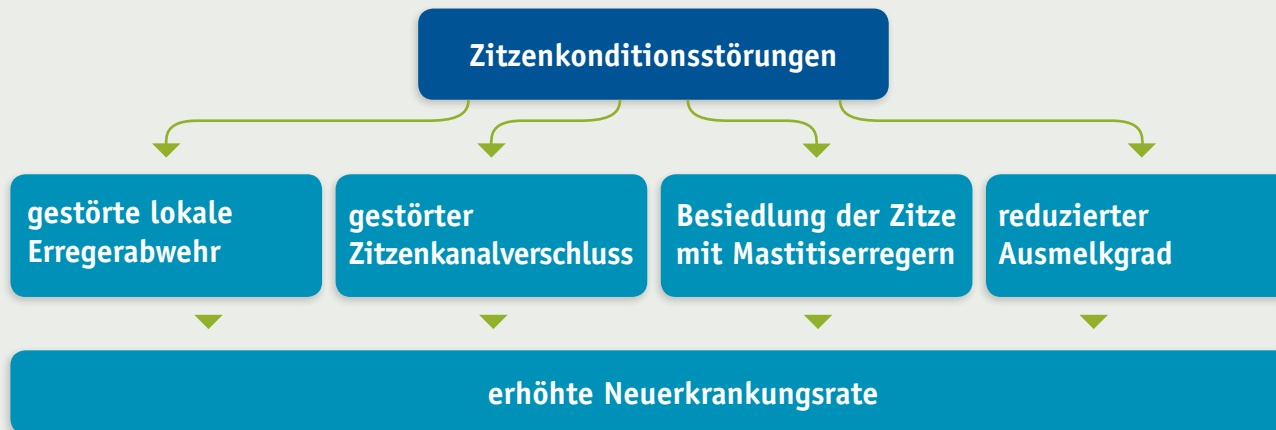 Zitzenkonditionsstörungen
gestörte lokale
Erregerabwehr
gestörter
Zitzenkanalverschluss
Besiedlung der Zitze
mit Mastitiserregern
reduzierter
Ausmelkgrad
erhöhte Neuerkrankungsrate